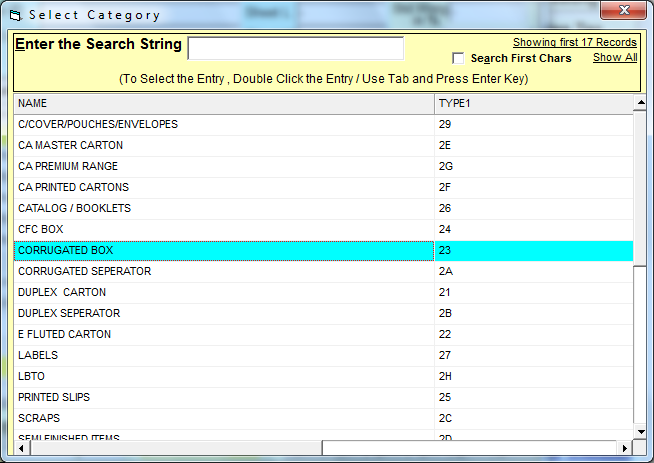 Select Category
Enter the Search String
Showing first 17 Records
Search First Chars
Show All
(To Select the Entry , Double Click the Entry / Use Tab and Press Enter Key)
NAME TYPE1
C/COVER/POUCHES/ENVELOPES 29
CA MASTER CARTON 2E
CA PREMIUM RANGE 2G
CA PRINTED CARTONS 2F
CATALOG / BOOKLETS 26
CFC BOX 24
CORRUGATED BOX 23
CORRUGATED SEPERATOR 2A
DUPLEX  CARTON 21
DUPLEX SEPERATOR 2B
E FLUTED CARTON 22
LABELS 27
LBTO 2H
PRINTED SLIPS 25
SCRAPS 2C
SEMI FINISHED ITEMS 2D